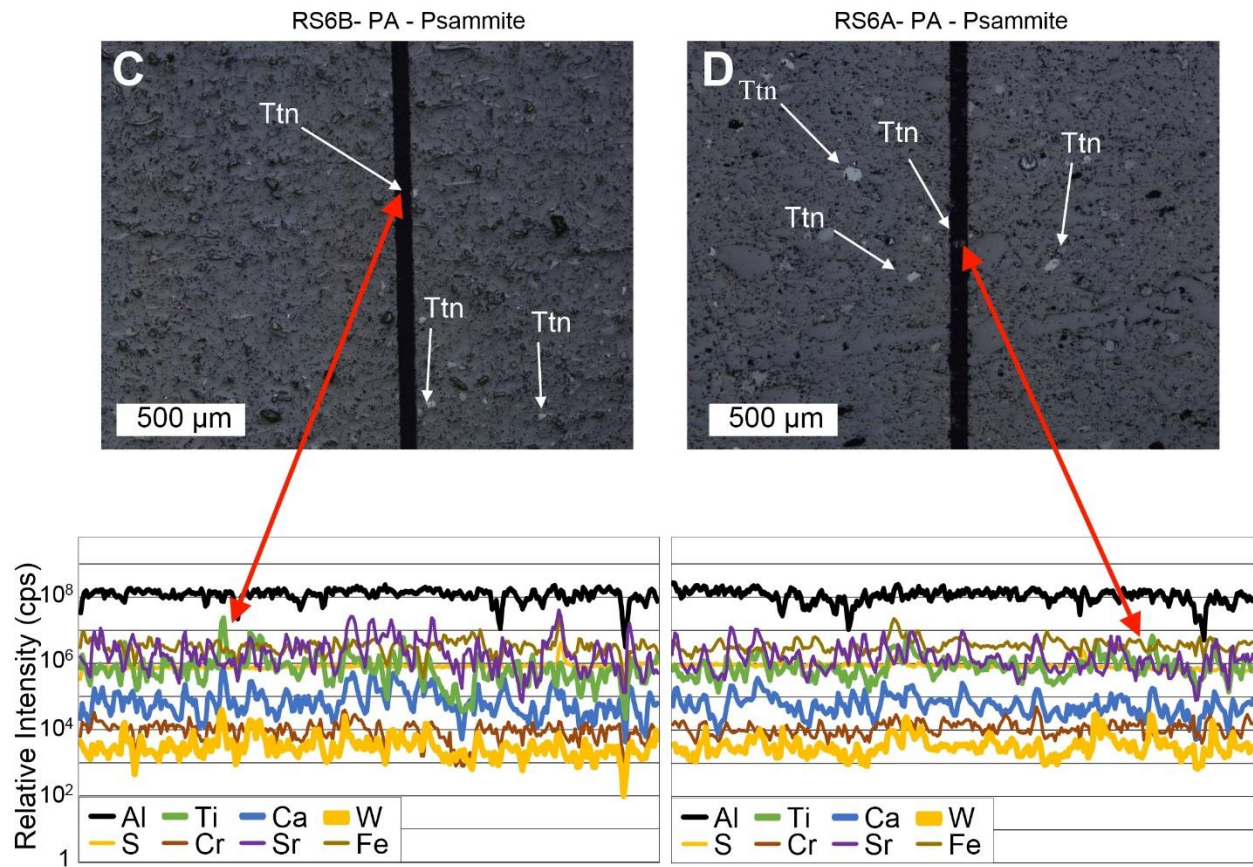 RS6B- PA - Psammite
RS6A- PA - Psammite
C
Ttn
Ttn
Ttn
500 µm
D
Ttn
Ttn
Ttn
Ttn
500 µm
Relative Intensity (cps)
10⁸
10⁶
10⁴
10²
1
Al Ti Ca W
S Cr Sr Fe
Al Ti Ca W
S Cr Sr Fe